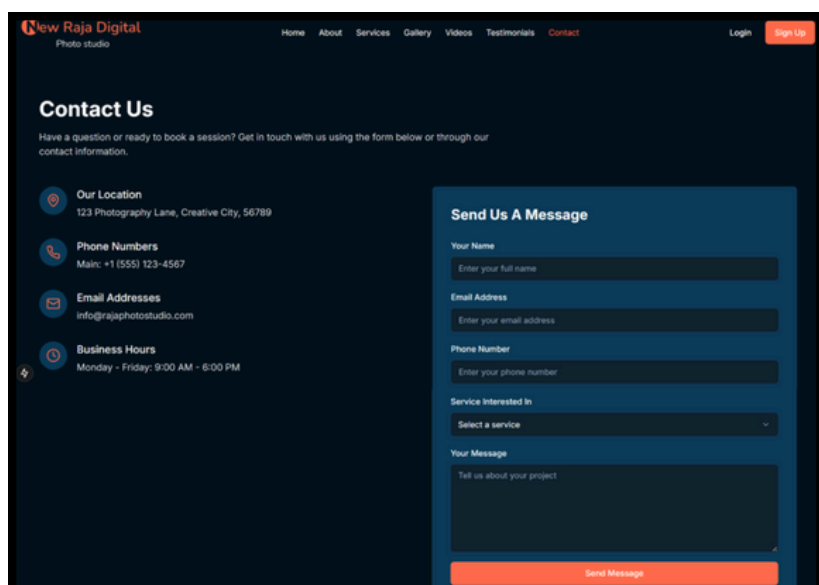 New Raja Digital
Photo studio
Home About Services Gallery Videos Testimonials Contact
Login Sign Up
Contact Us
Have a question or ready to book a session? Get in touch with us using the form below or through our
contact information.
Our Location
123 Photography Lane, Creative City, 56789
Phone Numbers
Main: +1 (555) 123-4567
Email Addresses
info@rajaphotostudio.com
Business Hours
Monday - Friday: 9:00 AM - 6:00 PM
Send Us A Message
Your Name
Enter your full name
Email Address
Enter your email address
Phone Number
Enter your phone number
Service Interested In
Select a service
Your Message
Tell us about your project
Send Message